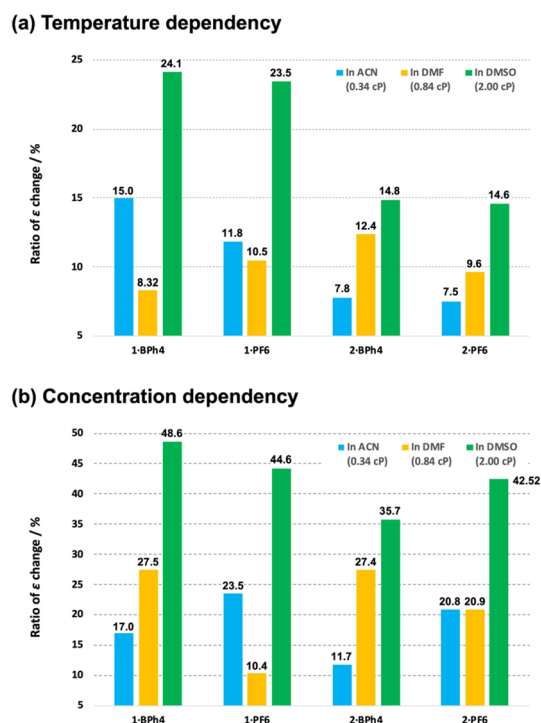 (a) Temperature dependency
25
20
15
10
5
Ratio of ε change / %
In ACN
(0.34 cP)
In DMF
(0.84 cP)
In DMSO
(2.00 cP)
15.0
8.32
24.1
11.8
10.5
23.5
7.8
12.4
14.8
7.5
9.6
14.6
1·BPh4
1·PF6
2·BPh4
2·PF6
(b) Concentration dependency
50
45
40
35
30
25
20
15
10
5
Ratio of ε change / %
In ACN
(0.34 cP)
In DMF
(0.84 cP)
In DMSO
(2.00 cP)
17.0
27.5
48.6
23.5
10.4
44.6
11.7
27.4
35.7
20.8
20.9
42.52
1·BPh4
1·PF6
2·BPh4
2·PF6